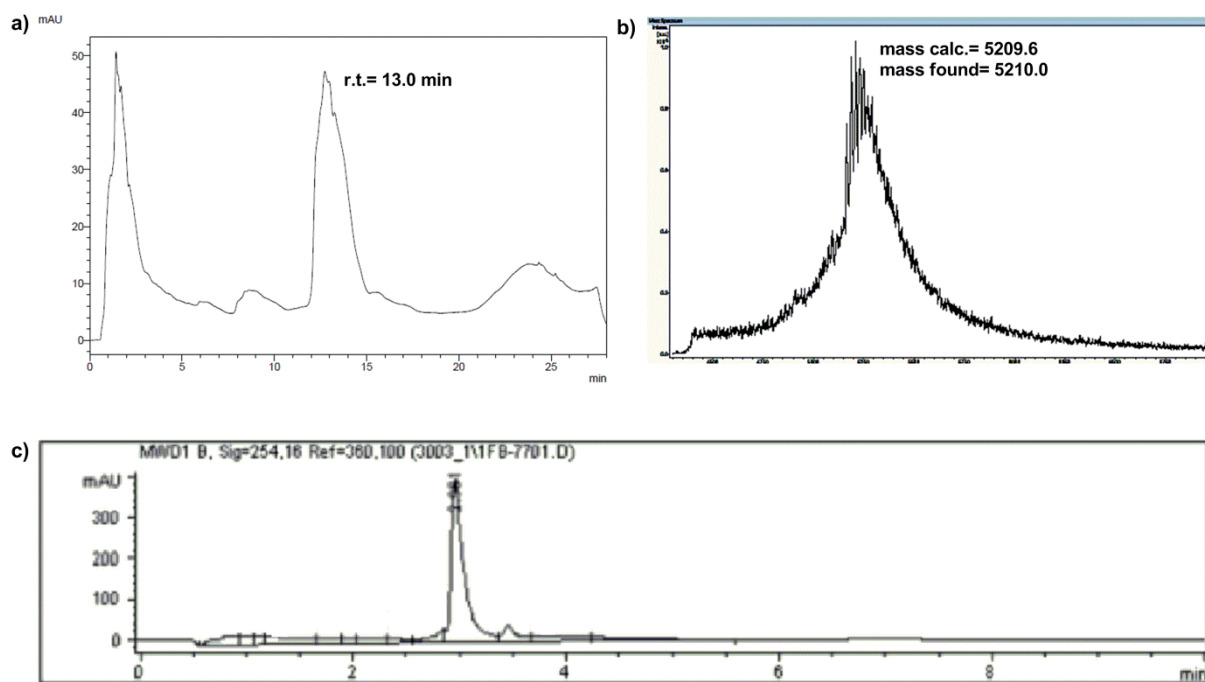 a)
mAU
50
40
30
20
10
0
r.t.= 13.0 min
0
5
10
15
20
25
min
b)
Mass Spectrum
mass calc.= 5209.6
mass found= 5210.0
c)
MWD1 B, Sig=254,16 Ref=360,100 (3003_1\1FB-7701.D)
mAU
300
200
100
0
0
2
4
6
8
min